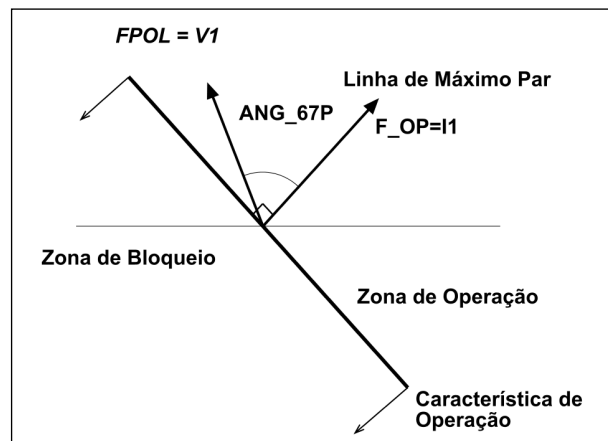 FPOL = V1
Linha de Máximo Par
ANG_67P
F_OP=I1
Zona de Bloqueio
Zona de Operação
Característica de
Operação